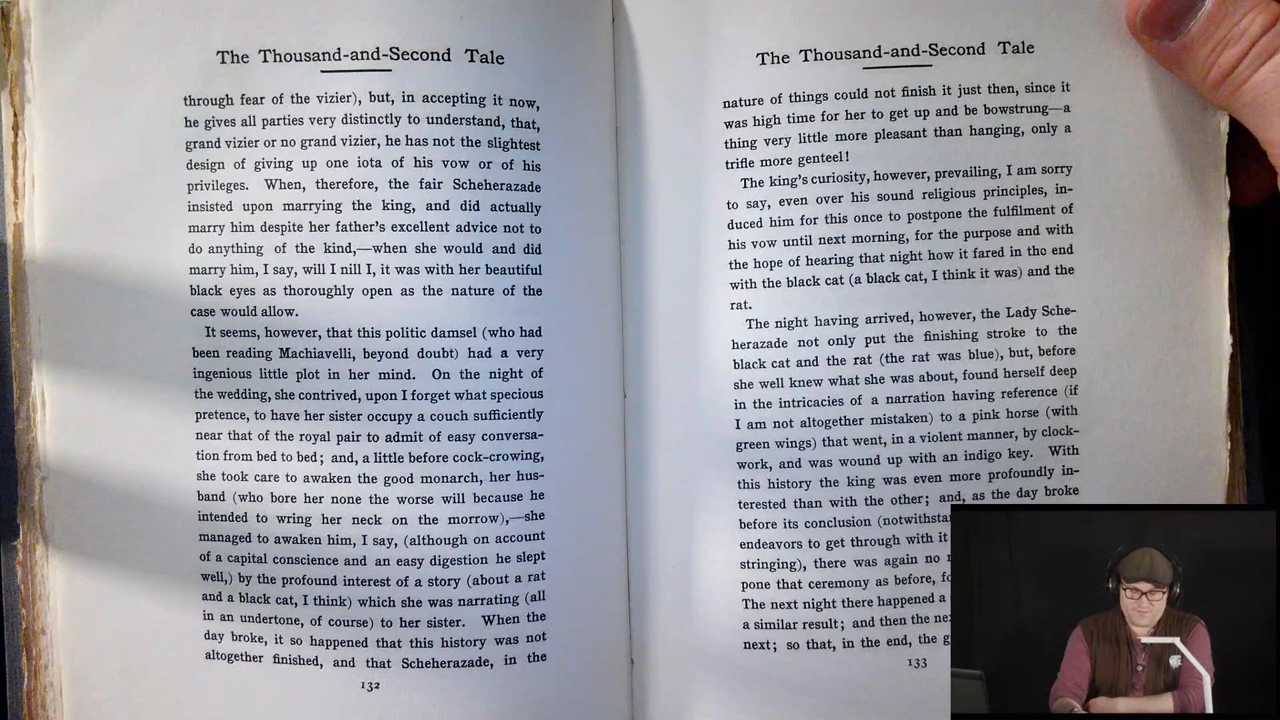 The Thousand-and-Second Tale
through fear of the vizier), but, in accepting it now,
he gives all parties very distinctly to understand, that,
grand vizier or no grand vizier, he has not the slightest
design of giving up one iota of his vow or of his
privileges. When, therefore, the fair Scheherazade
insisted upon marrying the king, and did actually
marry him despite her father's excellent advice not to
do anything of the kind,—when she would and did
marry him, I say, will I nill I, it was with her beautiful
black eyes as thoroughly open as the nature of the
case would allow.
It seems, however, that this politic damsel (who had
been reading Machiavelli, beyond doubt) had a very
ingenious little plot in her mind. On the night of
the wedding, she contrived, upon I forget what specious
pretence, to have her sister occupy a couch sufficiently
near that of the royal pair to admit of easy conversa-
tion from bed to bed; and, a little before cock-crowing,
she took care to awaken the good monarch, her hus-
band (who bore her none the worse will because he
intended to wring her neck on the morrow),—she
managed to awaken him, I say, (although on account
of a capital conscience and an easy digestion he slept
well,) by the profound interest of a story (about a rat
and a black cat, I think) which she was narrating (all
in an undertone, of course) to her sister. When the
day broke, it so happened that this history was not
altogether finished, and that Scheherazade, in the
132
The Thousand-and-Second Tale
nature of things could not finish it just then, since it
was high time for her to get up and be bowstrung—a
thing very little more pleasant than hanging, only a
trifle more genteel!
The king's curiosity, however, prevailing, I am sorry
to say, even over his sound religious principles, in-
duced him for this once to postpone the fulfilment of
his vow until next morning, for the purpose and with
the hope of hearing that night how it fared in the end
with the black cat (a black cat, I think it was) and the
rat.
The night having arrived, however, the Lady Sche-
herazade not only put the finishing stroke to the
black cat and the rat (the rat was blue), but, before
she well knew what she was about, found herself deep
in the intricacies of a narration having reference (if
I am not altogether mistaken) to a pink horse (with
green wings) that went, in a violent manner, by clock-
work, and was wound up with an indigo key. With
this history the king was even more profoundly in-
terested than with the other; and, as the day broke
before its conclusion (notwithsta
endeavors to get through with it
stringing), there was again no
pone that ceremony as before,
The next night there happened a
a similar result; and then the
next; so that, in the end, the
133